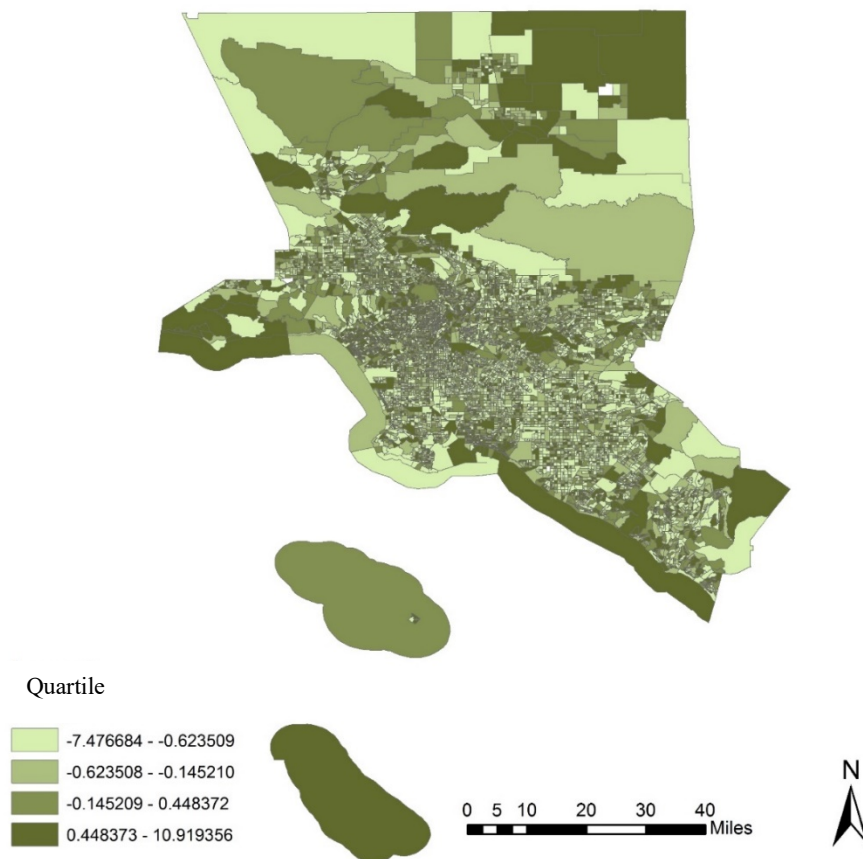 Quartile
-7.476684 - -0.623509
-0.623508 - -0.145210
-0.145209 - 0.448372
0.448373 - 10.919356
0 5 10 20 30 40
Miles
N